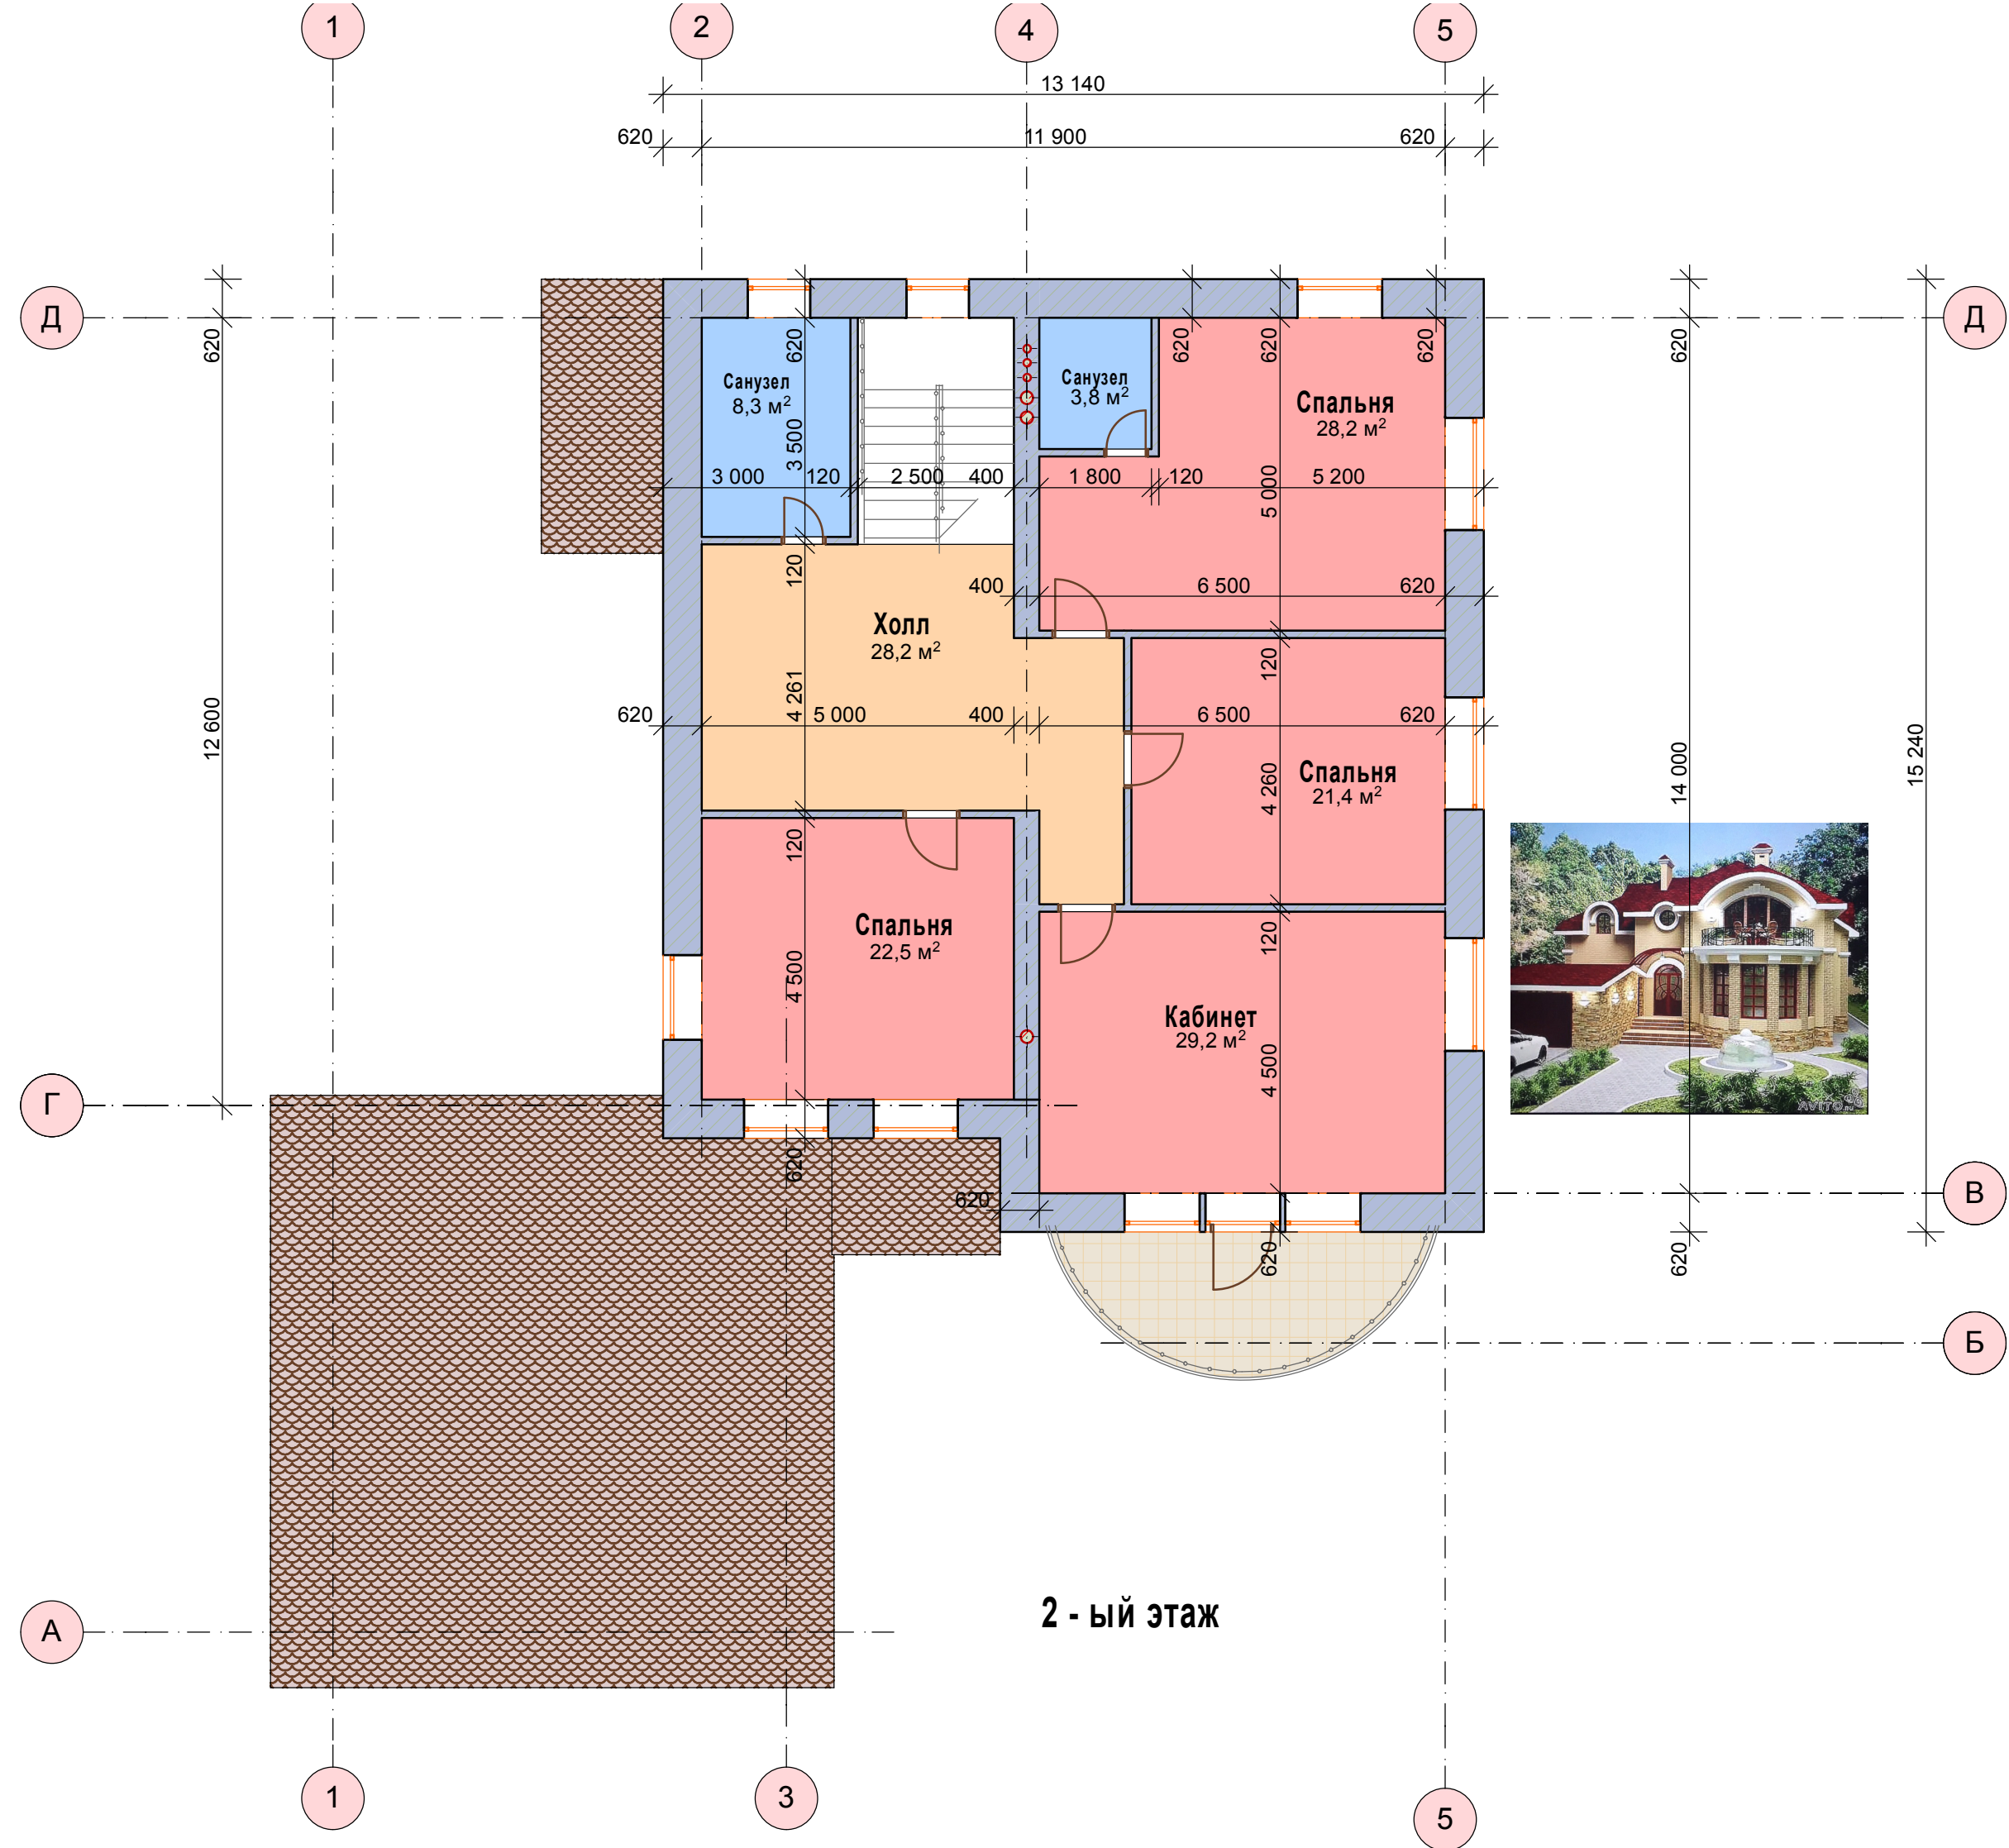 1 2 4 5
13 140
620 11 900 620
Д Д
620 620 620 620 620 620
Санузел
8,3 м²
Санузел
3,8 м²
Спальня
28,2 м²
3 500
3 000 120 2 500 400 1 800 120 5 200
5 000
120
400 6 500 620
Холл
28,2 м²
120
4 261
620 5 000 400 6 500 620
12 600
14 000
15 240
Спальня
21,4 м²
4 260
120
Спальня
22,5 м²
120
4 500
Кабинет
29,2 м²
4 500
AVITO.ru
Г
620
620
В
620
620
Б
2 - ый этаж
А
1 3 5